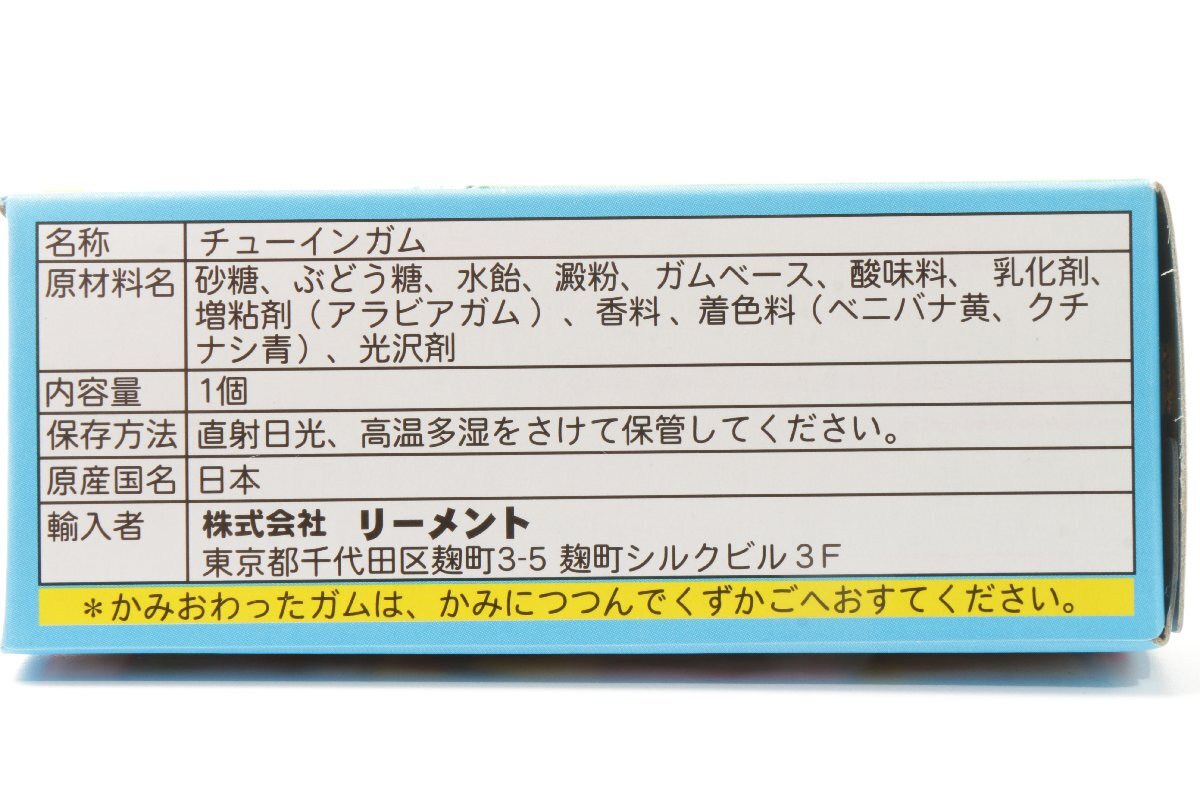 名称 チューインガム
原材料名 砂糖、ぶどう糖、水飴、澱粉、ガムベース、酸味料、 乳化剤、
増粘剤（アラビアガム）、香料、着色料（ベニバナ黄、クチ
ナシ青）、光沢剤
内容量 1個
保存方法 直射日光、高温多湿をさけて保管してください。
原産国名 日本
輸入者 株式会社 リーメント
東京都千代田区麹町3-5 麹町シルクビル3F
＊かみおわったガムは、かみにつつんでくずかごへおすてください。